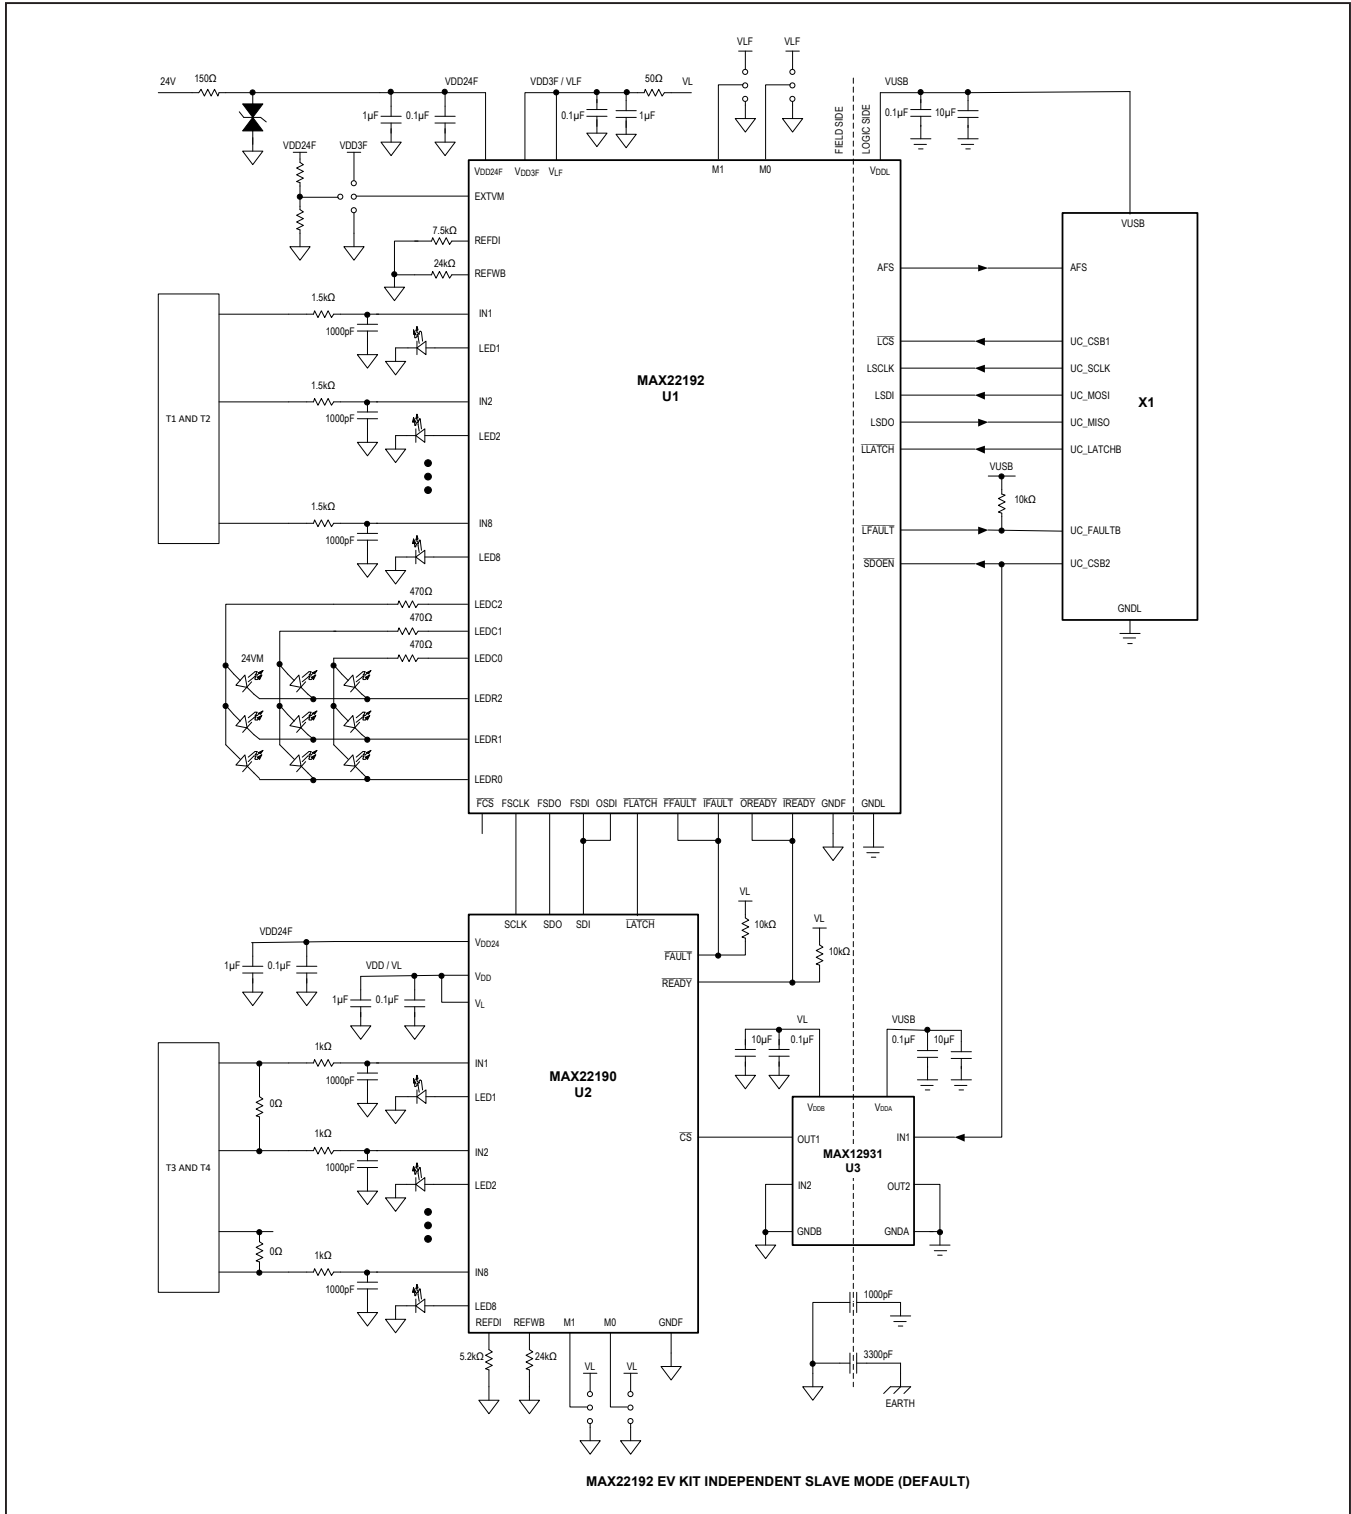 VLF VLF
24V 150Ω VDD24F VDD3F / VLF 50Ω VL VUSB
1µF 0.1µF 0.1µF 1µF 0.1µF 10µF
FIELD SIDE
LOGIC SIDE
VDD24F VDD3F
VDD24F VDD3F VLF M1 M0 VDDL
EXTVM
VUSB
7.5kΩ REFDI
24kΩ REFWB
AFS AFS
1.5kΩ
1000pF IN1
LED1
LCS UC_CSB1
LSCLK UC_SCLK
MAX22192
U1
1.5kΩ
1000pF IN2
LED2
LSDI UC_MOSI
X1
LSDO UC_MISO
T1 AND T2
LLATCH UC_LATCHB
VUSB
10kΩ
1.5kΩ
1000pF IN8
LED8
LFAULT UC_FAULTB
SDOEN UC_CSB2
470Ω LEDC2
470Ω LEDC1
470Ω LEDC0
GNDL
24VM
LEDR2
LEDR1
LEDR0
FCS FSCLK FSDO FSDI OSDI FLATCH FFAULT IFAULT OREADY IREADY GNDF GNDL
VL
10kΩ
VL
10kΩ
SCLK SDO SDI LATCH
VDD24F
1µF 0.1µF
VDD24
FAULT
VDD / VL
1µF 0.1µF
VDD
READY
VL
VL VUSB
10µF 0.1µF 0.1µF 10µF
1kΩ
1000pF IN1
LED1
0Ω
MAX22190
U2
VDDB VDDA
1kΩ
1000pF IN2
LED2
CS
OUT1 IN1
MAX12931
U3
IN2 OUT2
T3 AND T4
GNDB GNDA
0Ω
1kΩ
1000pF IN8
LED8
1000pF
REFDI REFWB M1 M0 GNDF
5.2kΩ 24kΩ
VL VL
3300pF
EARTH
MAX22192 EV KIT INDEPENDENT SLAVE MODE (DEFAULT)